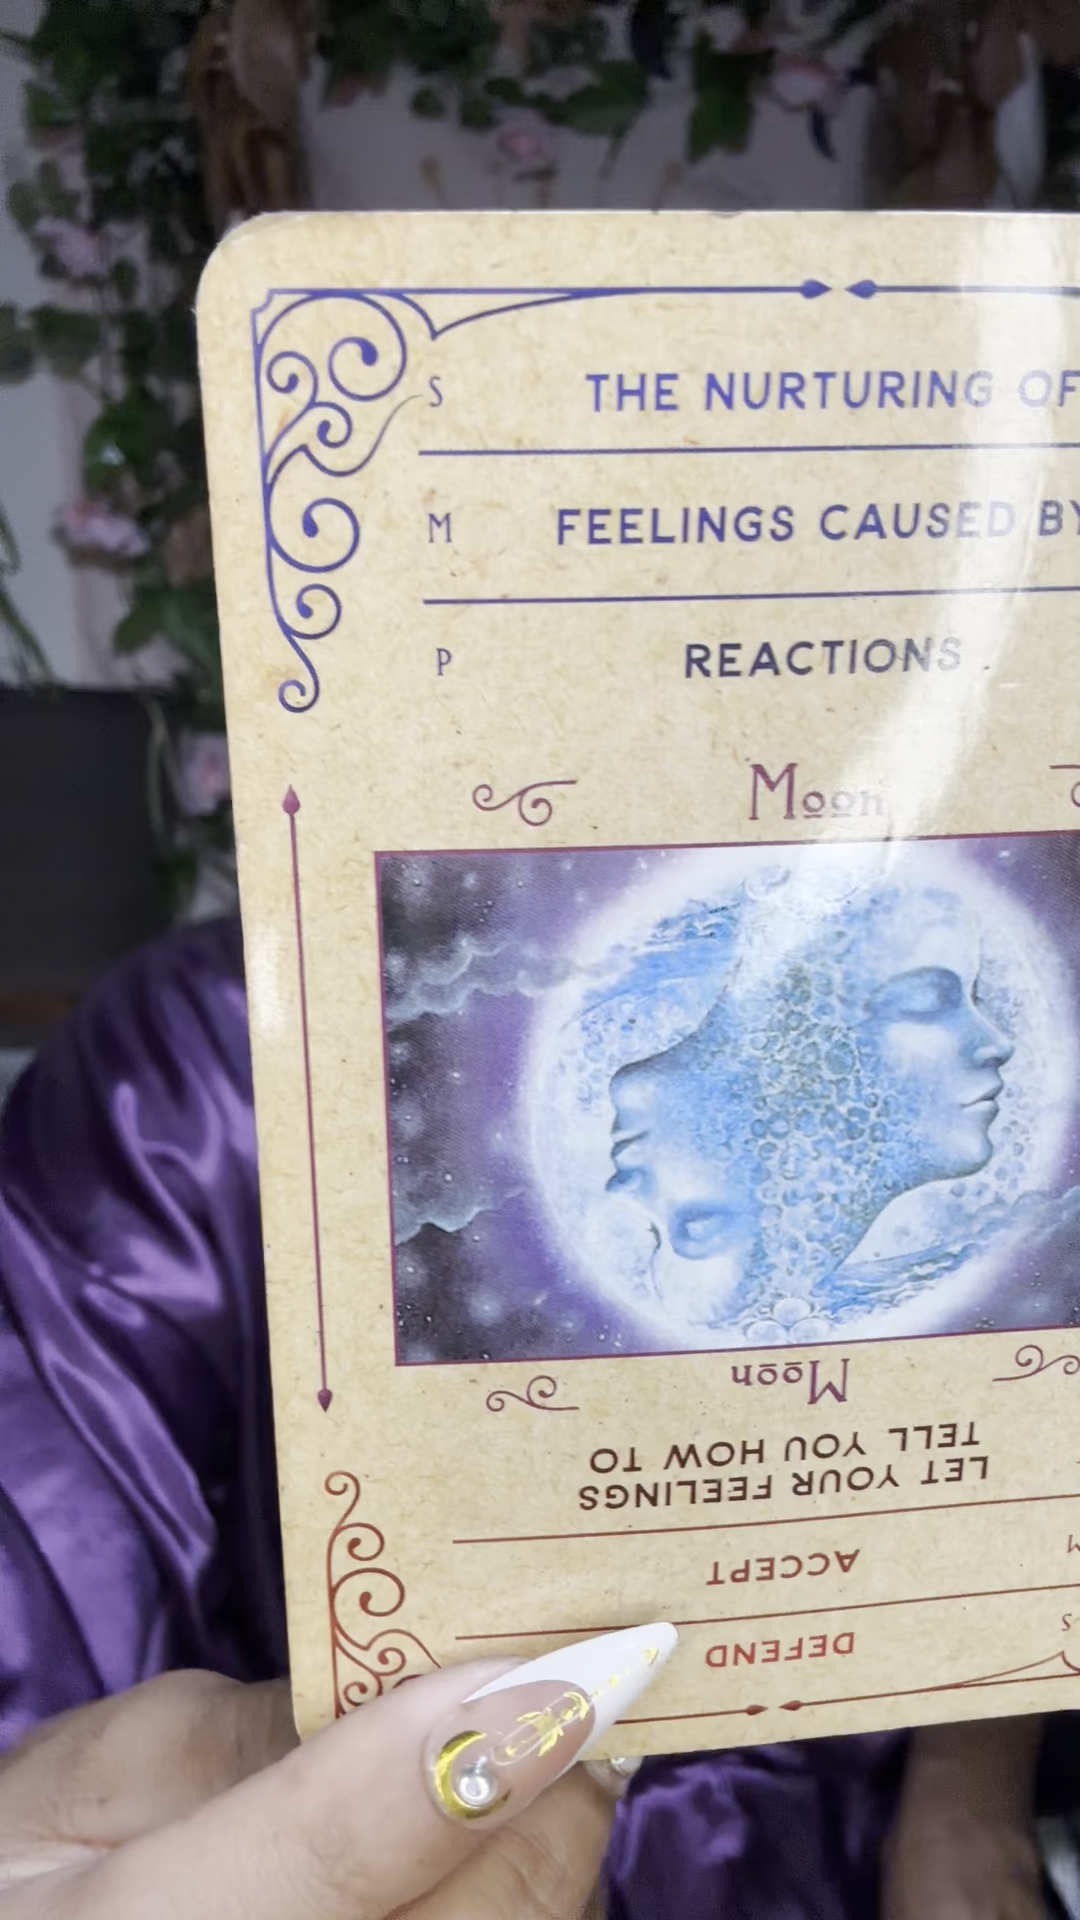 S THE NURTURING OF
M FEELINGS CAUSED BY
P REACTIONS
Moon
Moon
LET YOUR FEELINGS
TELL YOU HOW TO
M ACCEPT
S DEFEND